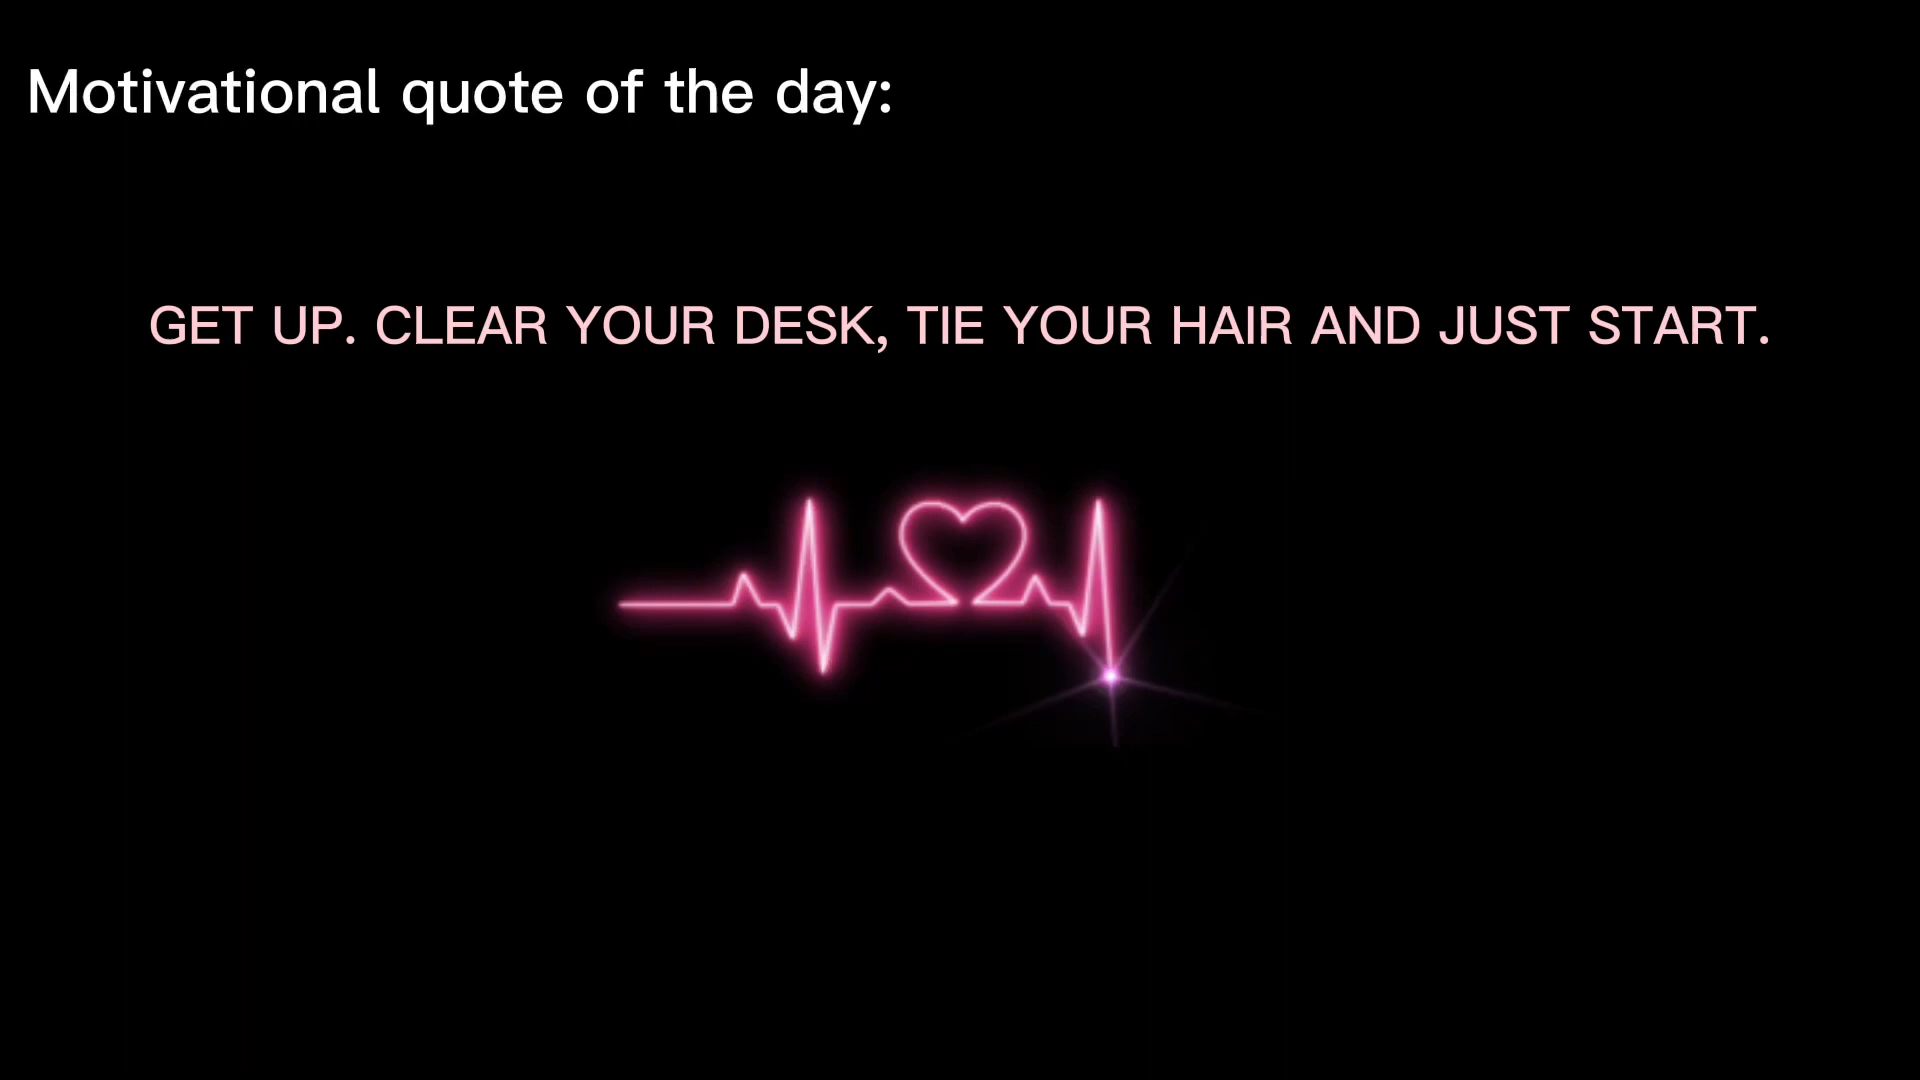 Motivational quote of the day:
GET UP. CLEAR YOUR DESK, TIE YOUR HAIR AND JUST START.